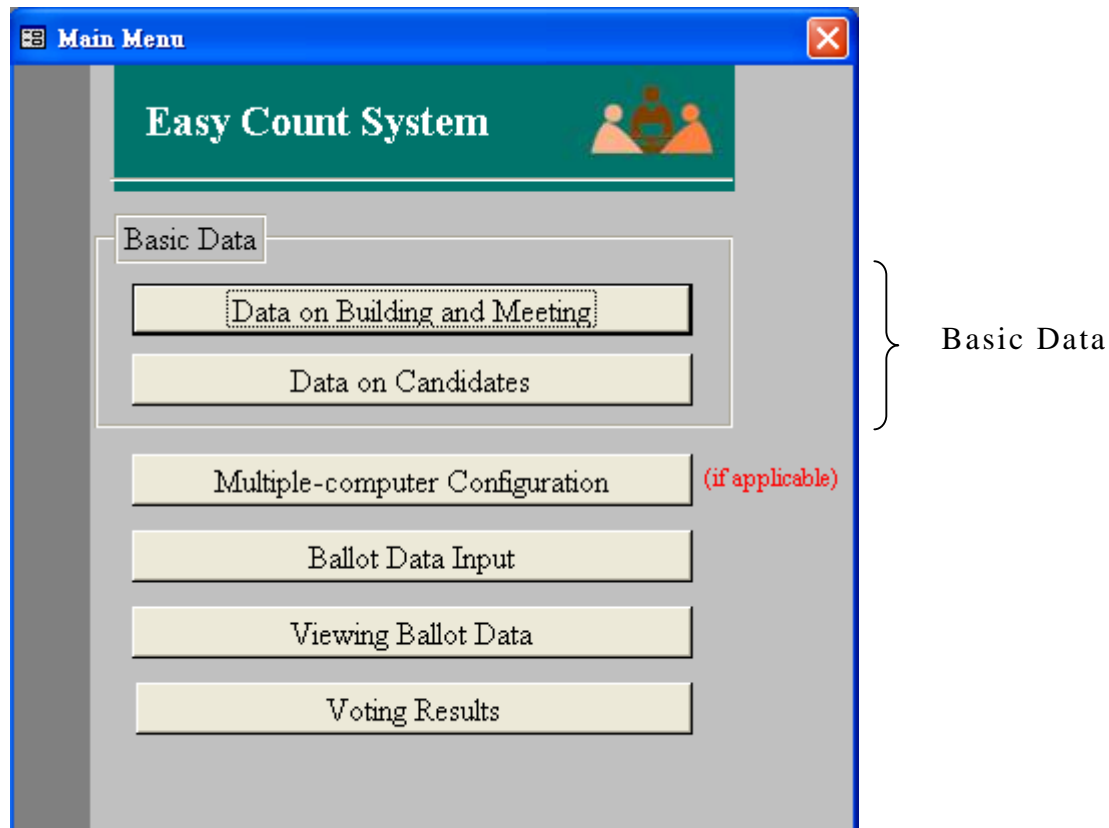 Main Menu
Easy Count System
Basic Data
Data on Building and Meeting
Basic Data
Data on Candidates
Multiple-computer Configuration (if applicable)
Ballot Data Input
Viewing Ballot Data
Voting Results